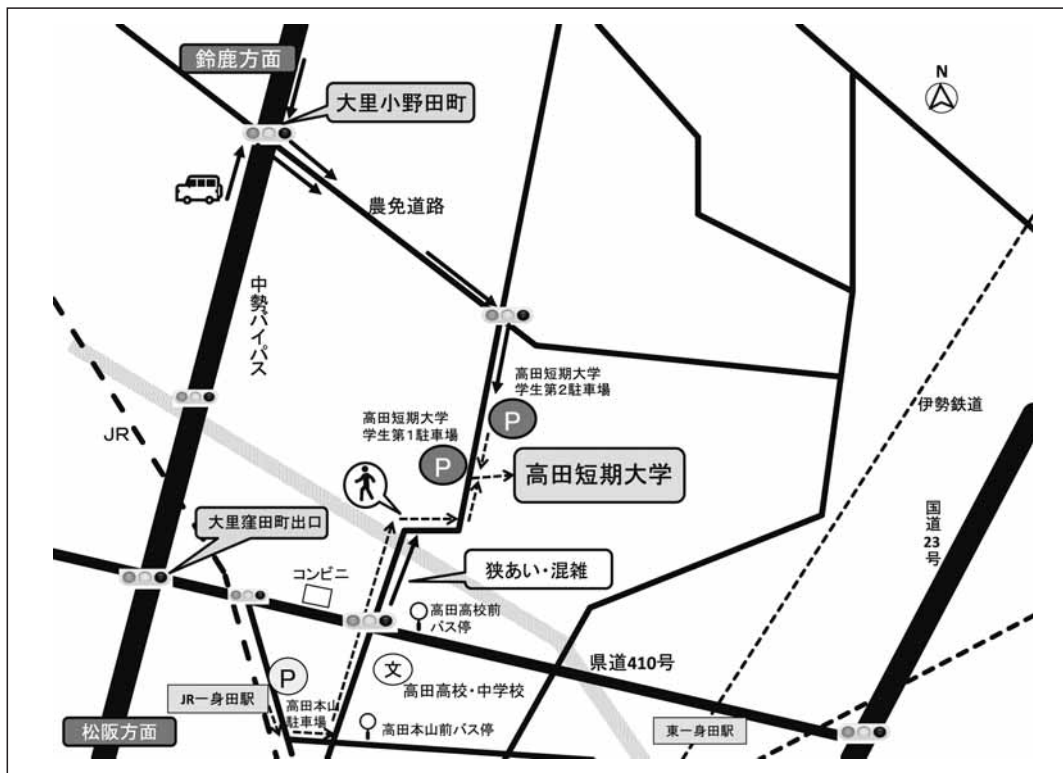 鈴鹿方面
大里小野田町
N
農免道路
中勢バイパス
高田短期大学
学生第2駐車場
P
高田短期大学
学生第1駐車場
P
伊勢鉄道
JR
高田短期大学
国道23号
大里窪田町出口
コンビニ
狭あい・混雑
高田高校前
バス停
県道410号
P
文
高田高校・中学校
JR一身田駅
高田本山
駐車場
高田本山前バス停
東一身田駅
松阪方面